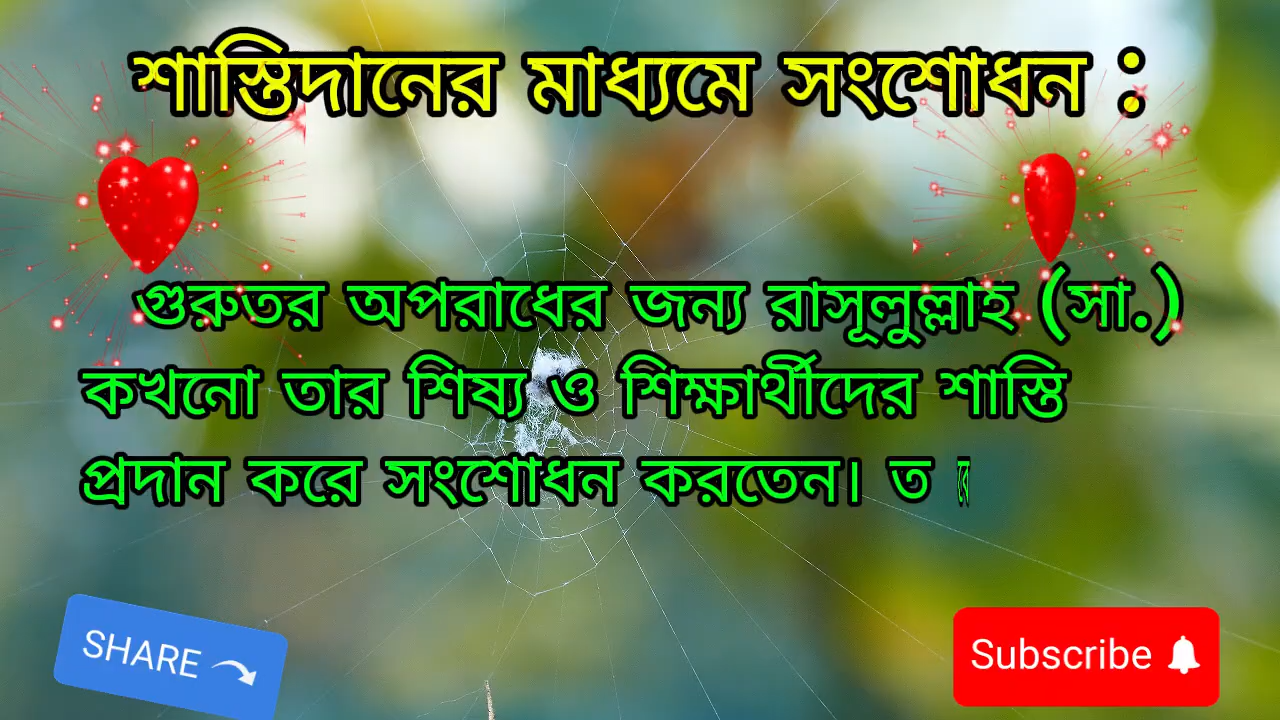 শাস্তিদানের মাধ্যমে সংশোধন :
গুরুতর অপরাধের জন্য রাসূলুল্লাহ (সা.)
কখনো তার শিষ্য ও শিক্ষার্থীদের শাস্তি
প্রদান করে সংশোধন করতেন। ত
SHARE
Subscribe